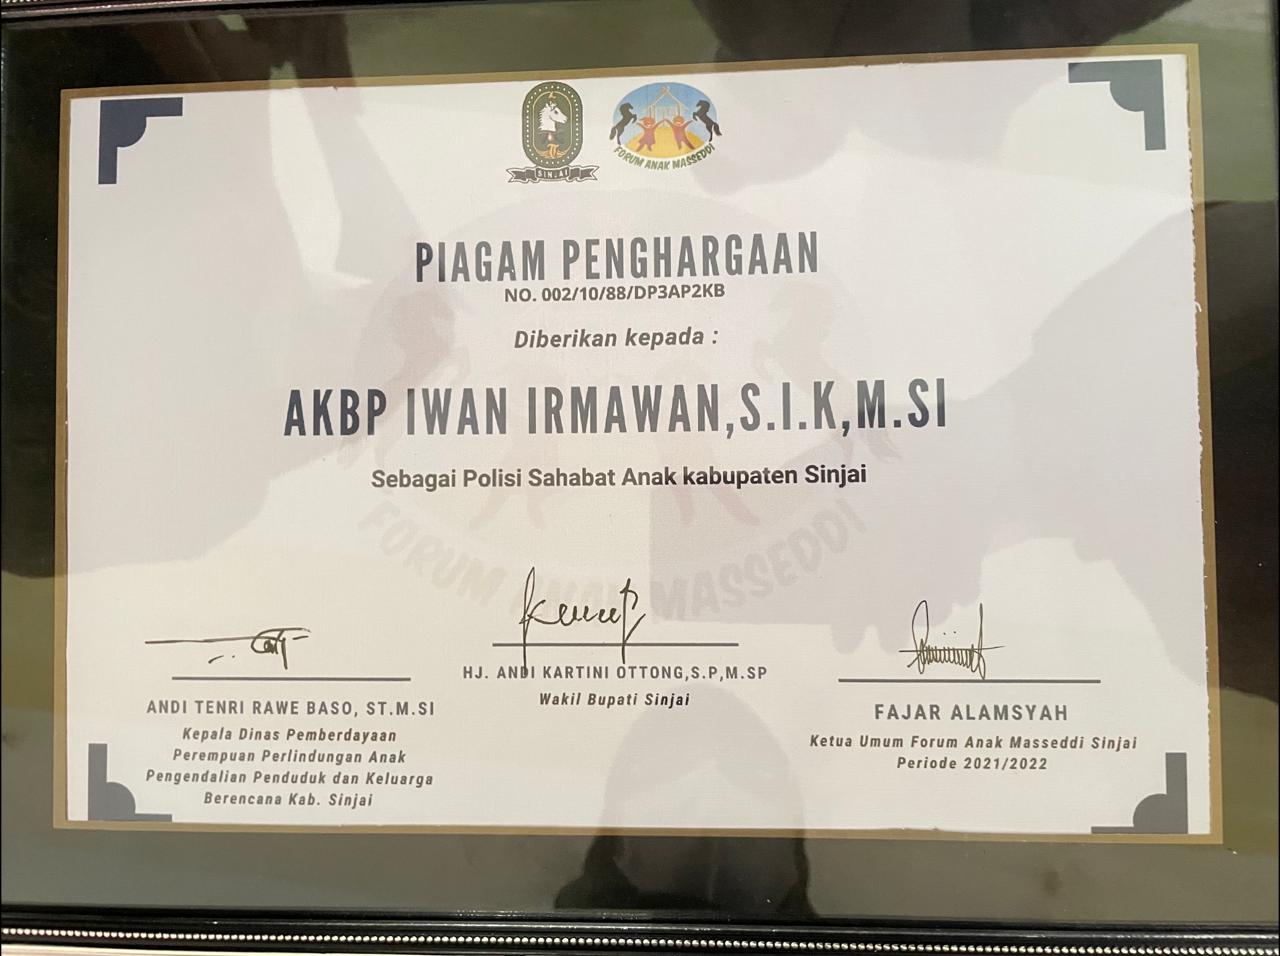 SINJAI
FORUM ANAK MASSEDDI
PIAGAM PENGHARGAAN
NO. 002/10/88/DP3AP2KB
Diberikan kepada :
AKBP IWAN IRMAWAN,S.I.K,M.SI
Sebagai Polisi Sahabat Anak kabupaten Sinjai
FORUM ANAK MASSEDDI
ANDI TENRI RAWE BASO, ST.M.SI
Kepala Dinas Pemberdayaan
Perempuan Perlindungan Anak
Pengendalian Penduduk dan Keluarga
Berencana Kab. Sinjai
HJ. ANDI KARTINI OTTONG,S.P,M.SP
Wakil Bupati Sinjai
FAJAR ALAMSYAH
Ketua Umum Forum Anak Masseddi Sinjai
Periode 2021/2022